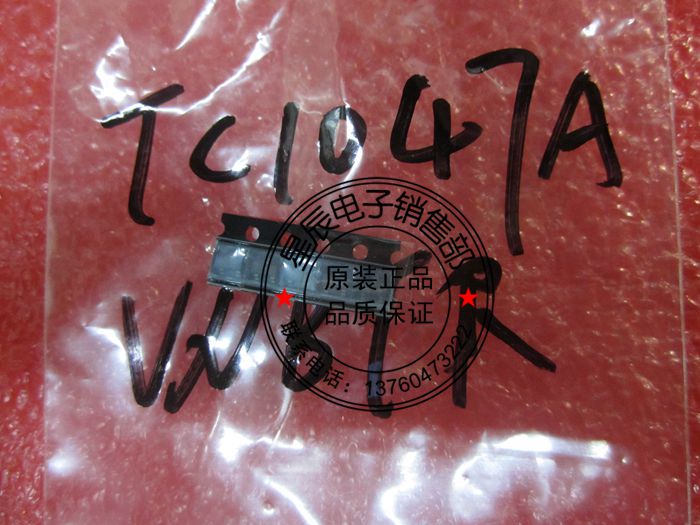 TC1047A
VNBTR
星辰电子销售部
原装正品
品质保证
联系电话：13760473222